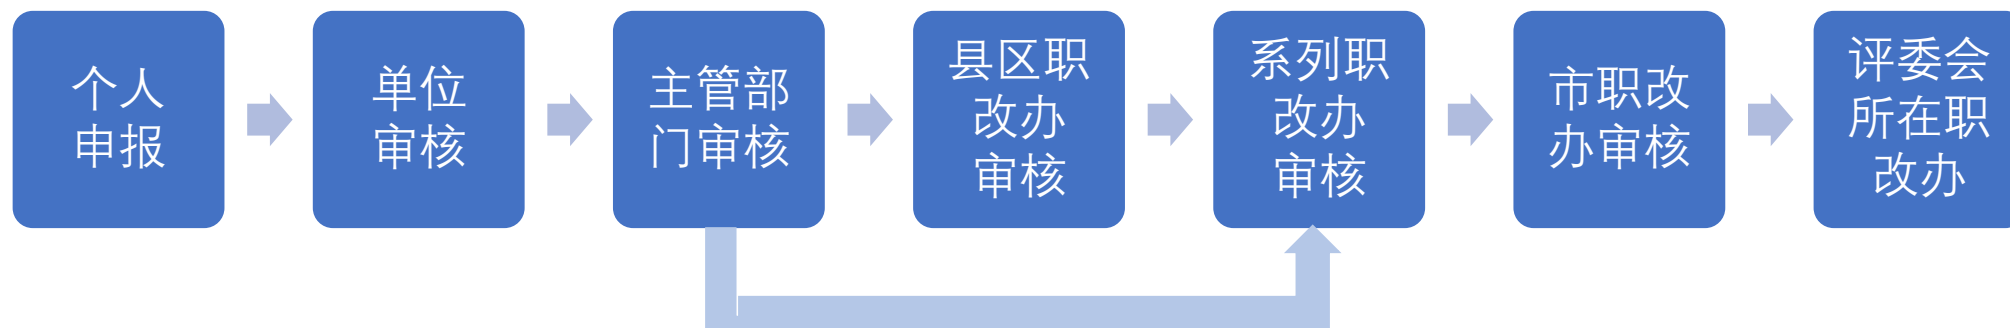 个人
申报
单位
审核
主管部
门审核
县区职
改办
审核
系列职
改办
审核
市职改
办审核
评委会
所在职
改办